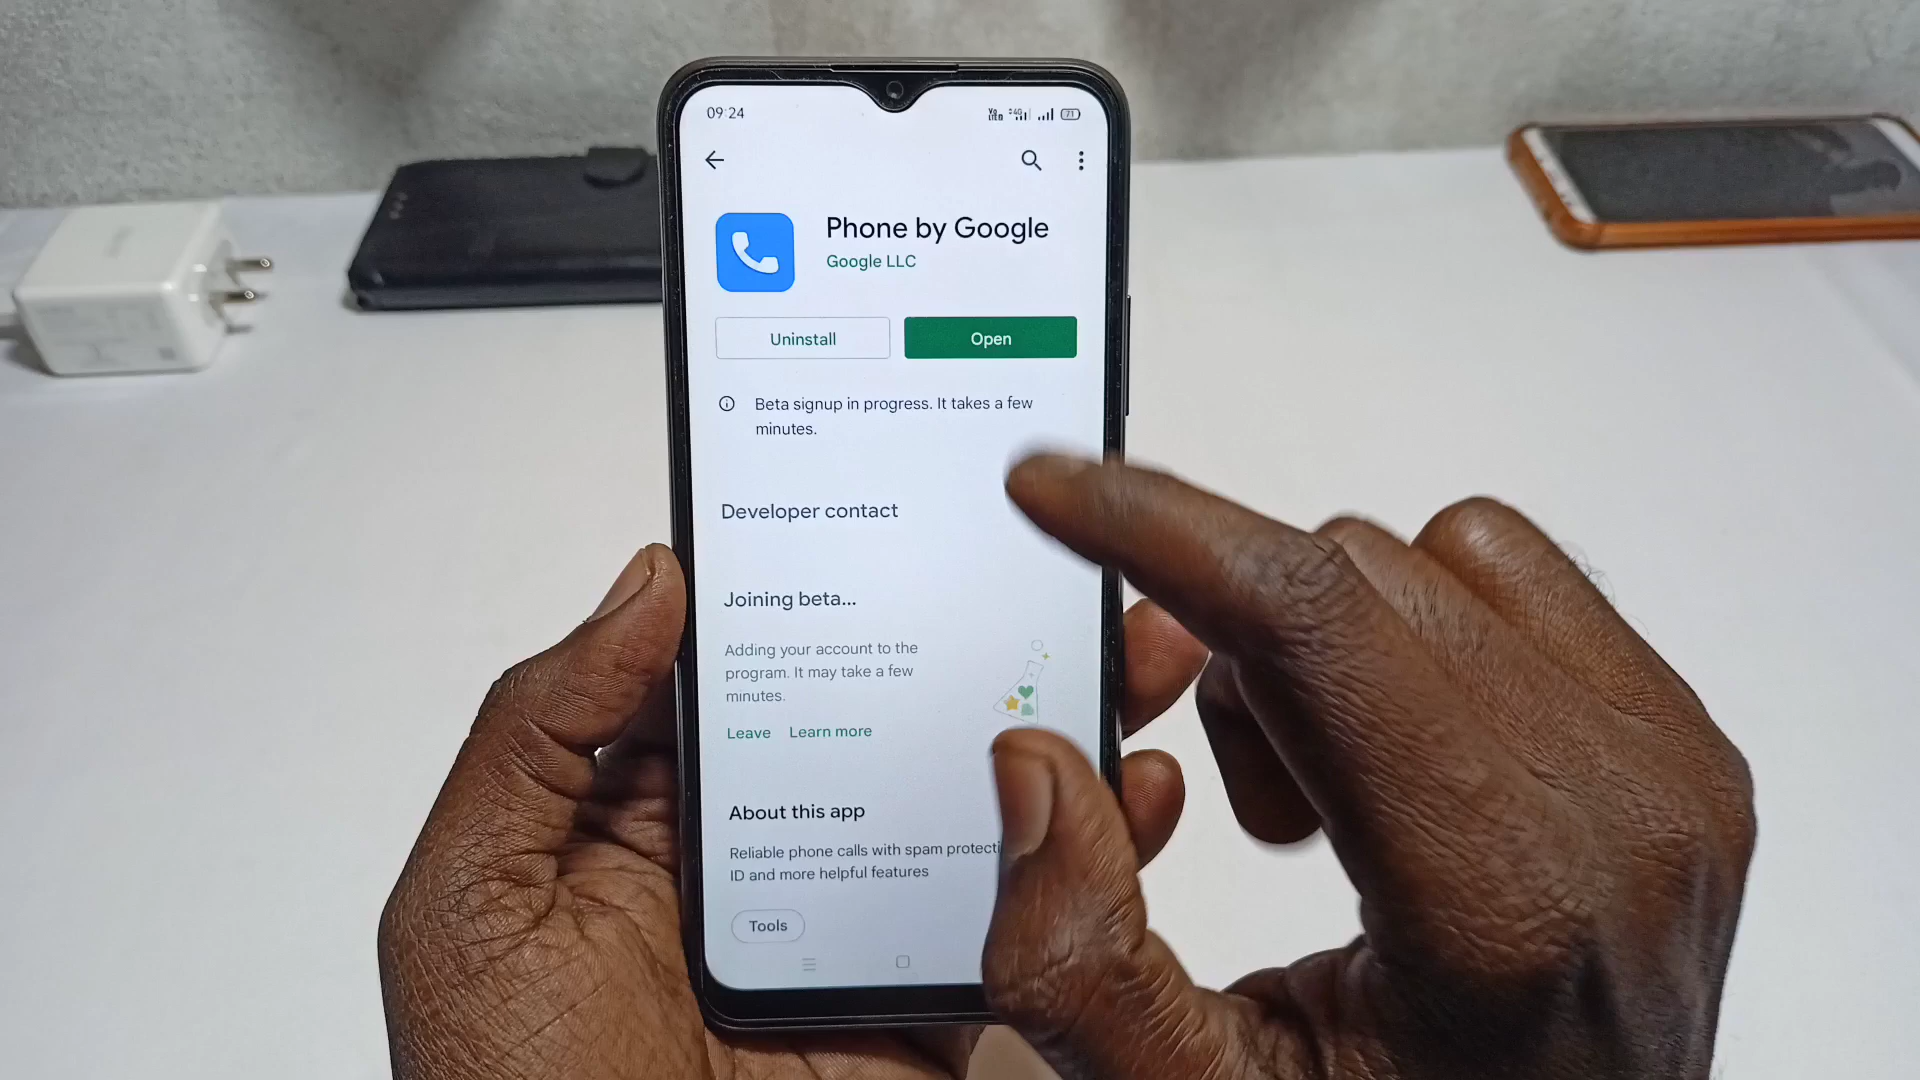 09:24
4G
71
Phone by Google
Google LLC
Uninstall
Open
Beta signup in progress. It takes a few
minutes.
Developer contact
Joining beta...
Adding your account to the
program. It may take a few
minutes.
Leave Learn more
About this app
Reliable phone calls with spam protecti
ID and more helpful features
Tools